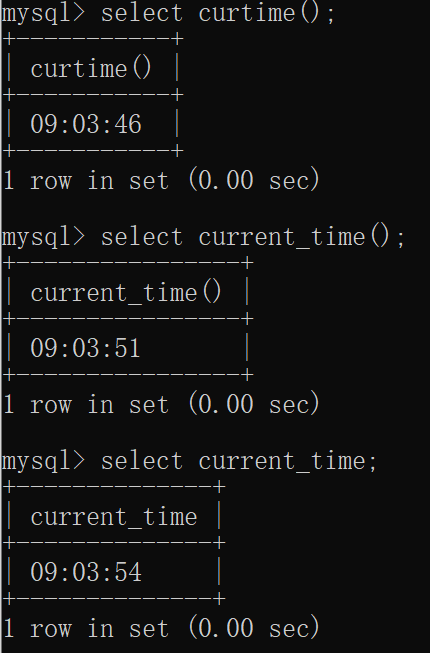 mysql> select curtime();
+-----------+
| curtime() |
+-----------+
| 09:03:46  |
+-----------+
1 row in set (0.00 sec)
mysql> select current_time();
+----------------+
| current_time() |
+----------------+
| 09:03:51       |
+----------------+
1 row in set (0.00 sec)
mysql> select current_time;
+--------------+
| current_time |
+--------------+
| 09:03:54     |
+--------------+
1 row in set (0.00 sec)